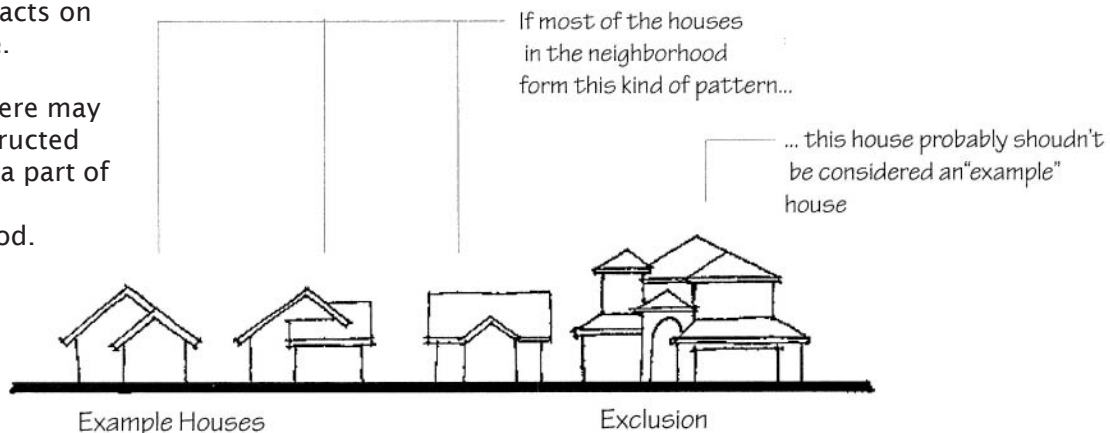 acts on
ere may
ructed
a part of
od.
If most of the houses
in the neighborhood
form this kind of pattern...
... this house probably shoudn't
be considered an"example"
house
Example Houses
Exclusion